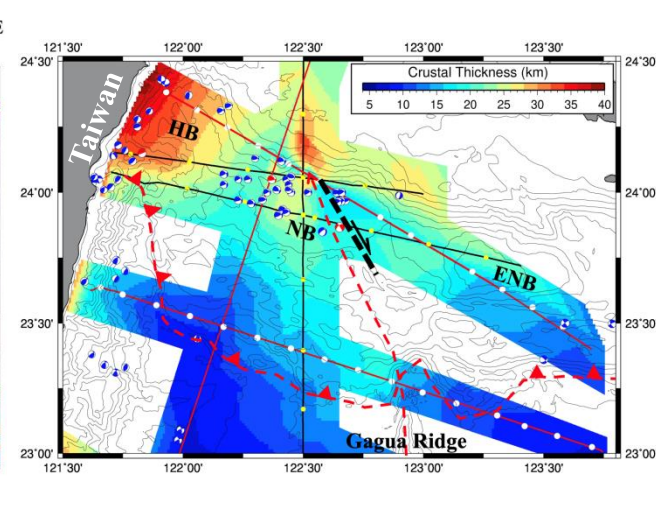 E
121˚30' 122˚00' 122˚30' 123˚00' 123˚30'
24˚30' 24˚30'
Crustal Thickness (km)
5 10 15 20 25 30 35 40
Taiwan
HB
24˚00' 24˚00'
NB
ENB
23˚30' 23˚30'
Gagua Ridge
23˚00' 23˚00'
121˚30' 122˚00' 122˚30' 123˚00' 123˚30'